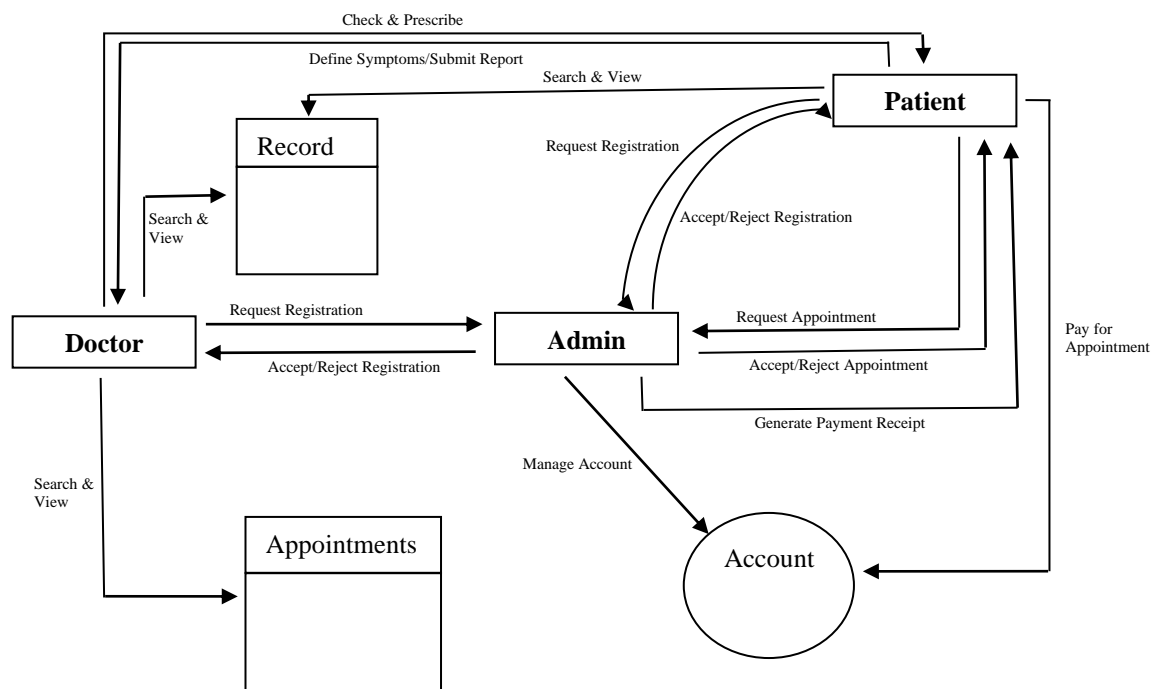 Check & Prescribe
Define Symptoms/Submit Report
Search & View
Patient
Record
Request Registration
Accept/Reject Registration
Search &
View
Request Registration
Doctor
Admin
Request Appointment
Pay for
Appointment
Accept/Reject Registration
Accept/Reject Appointment
Generate Payment Receipt
Manage Account
Search &
View
Appointments
Account